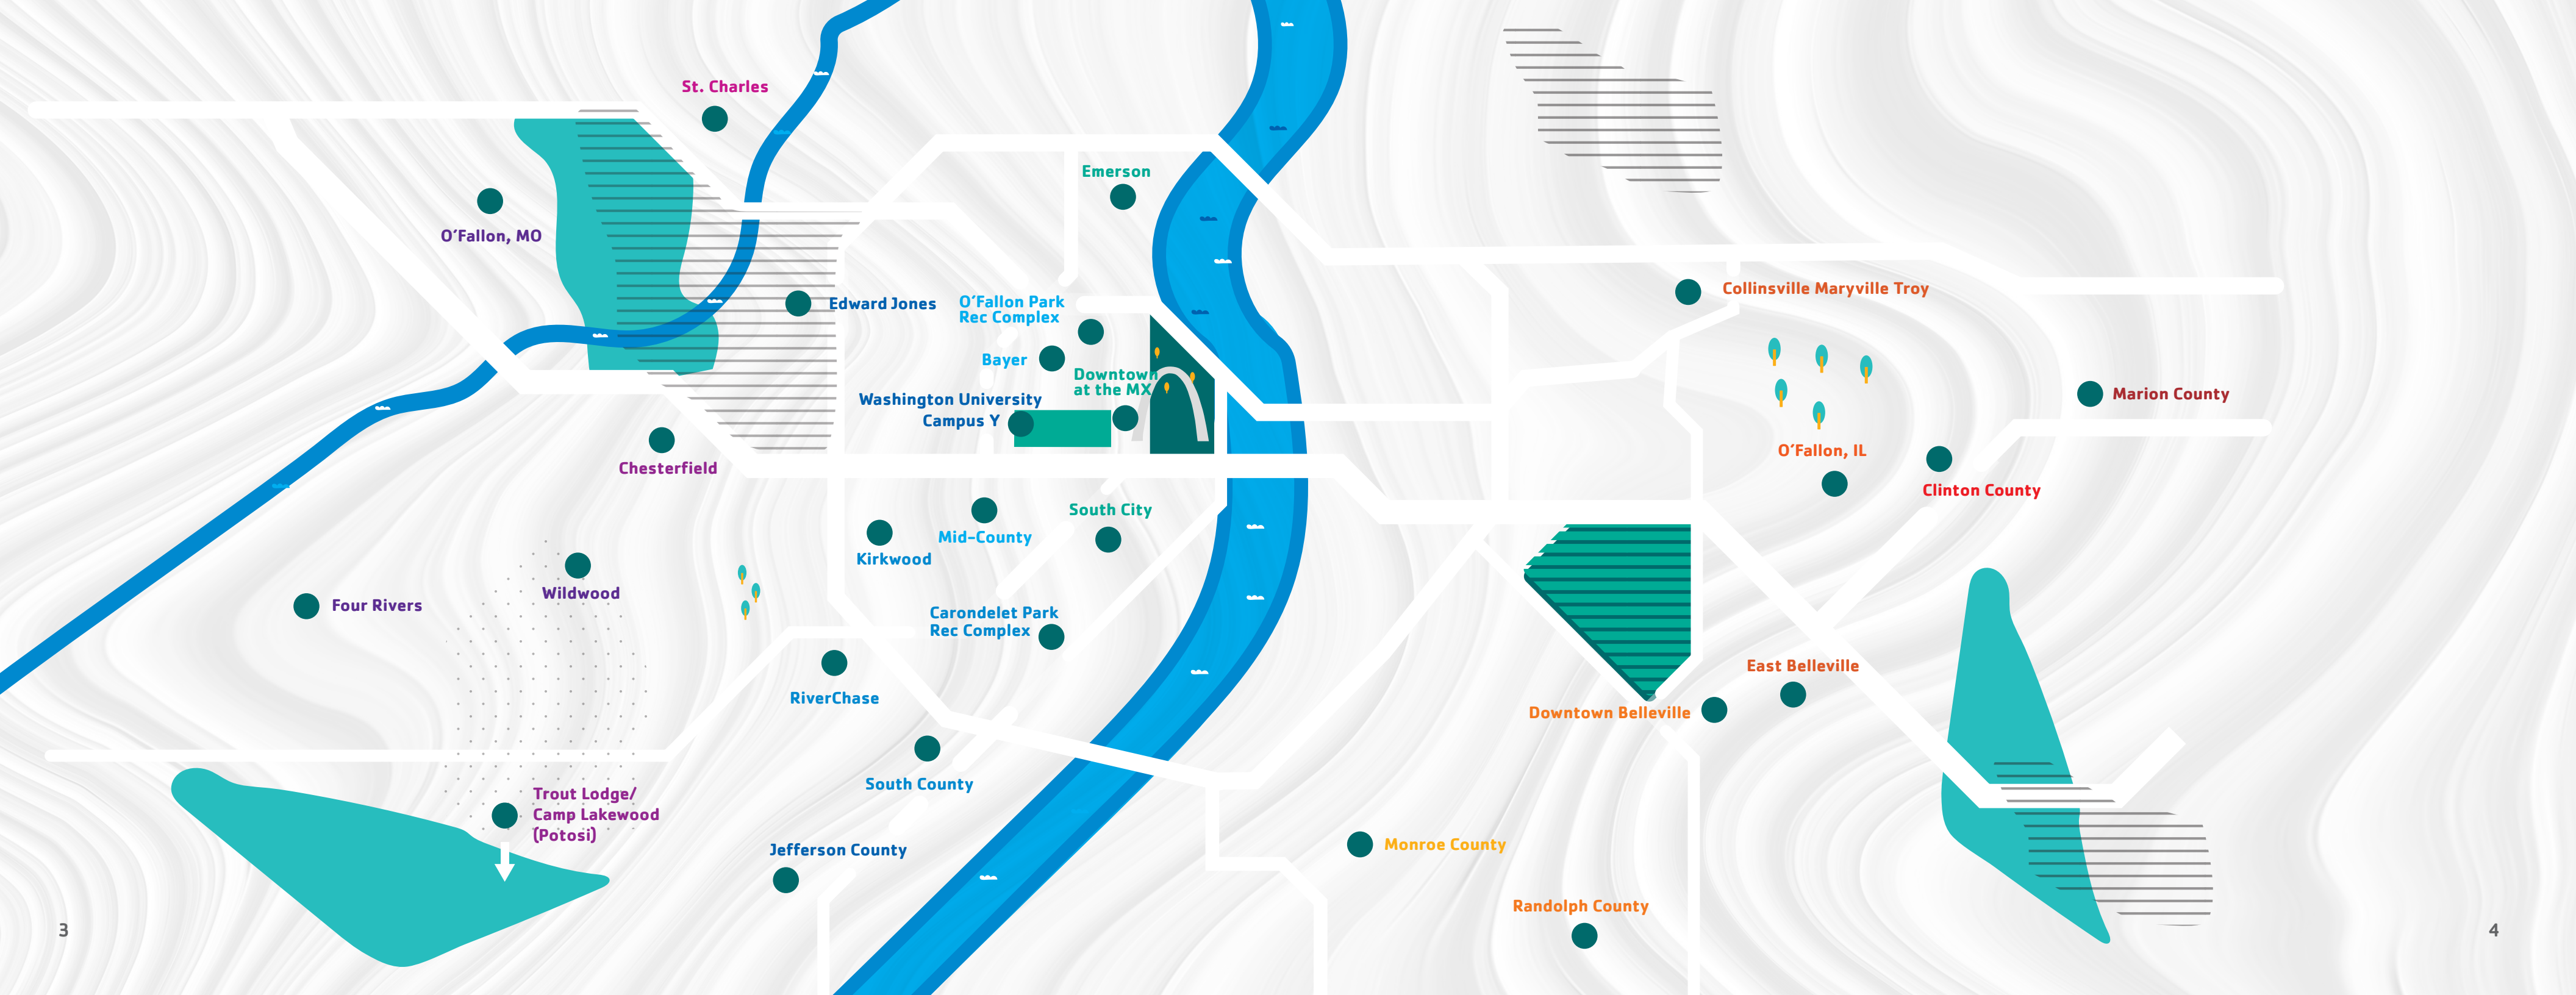 St. Charles
O'Fallon, MO
Emerson
Edward Jones
O'Fallon Park
Rec Complex
Bayer
Downtown
at the MX
Washington University
Campus Y
Chesterfield
South City
Mid-County
Kirkwood
Wildwood
Four Rivers
Carondelet Park
Rec Complex
RiverChase
South County
Trout Lodge/
Camp Lakewood
(Potosi)
Jefferson County
3
Collinsville Maryville Troy
Marion County
O'Fallon, IL
Clinton County
East Belleville
Downtown Belleville
Monroe County
Randolph County
4